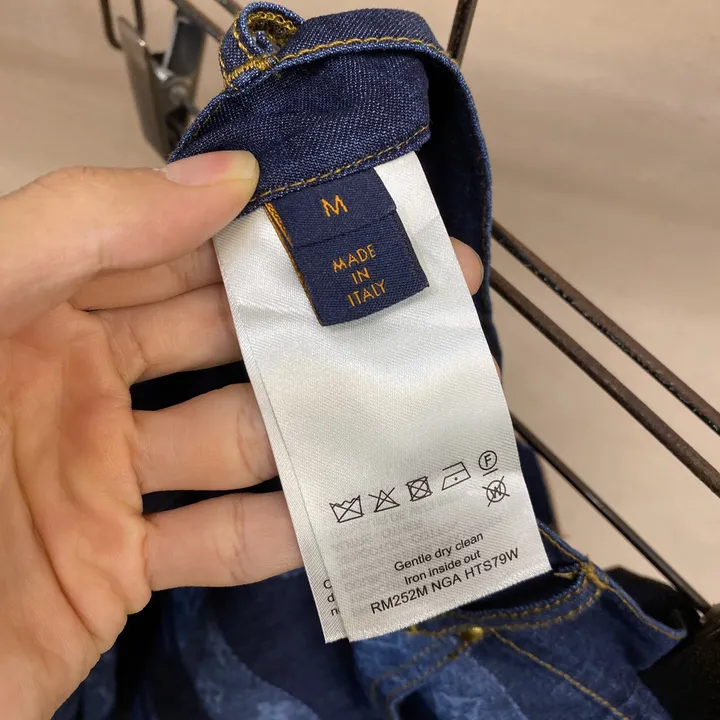 M
MADE
IN
ITALY
F
W
Gentle dry clean
Iron inside out
RM252M NGA HTS79W